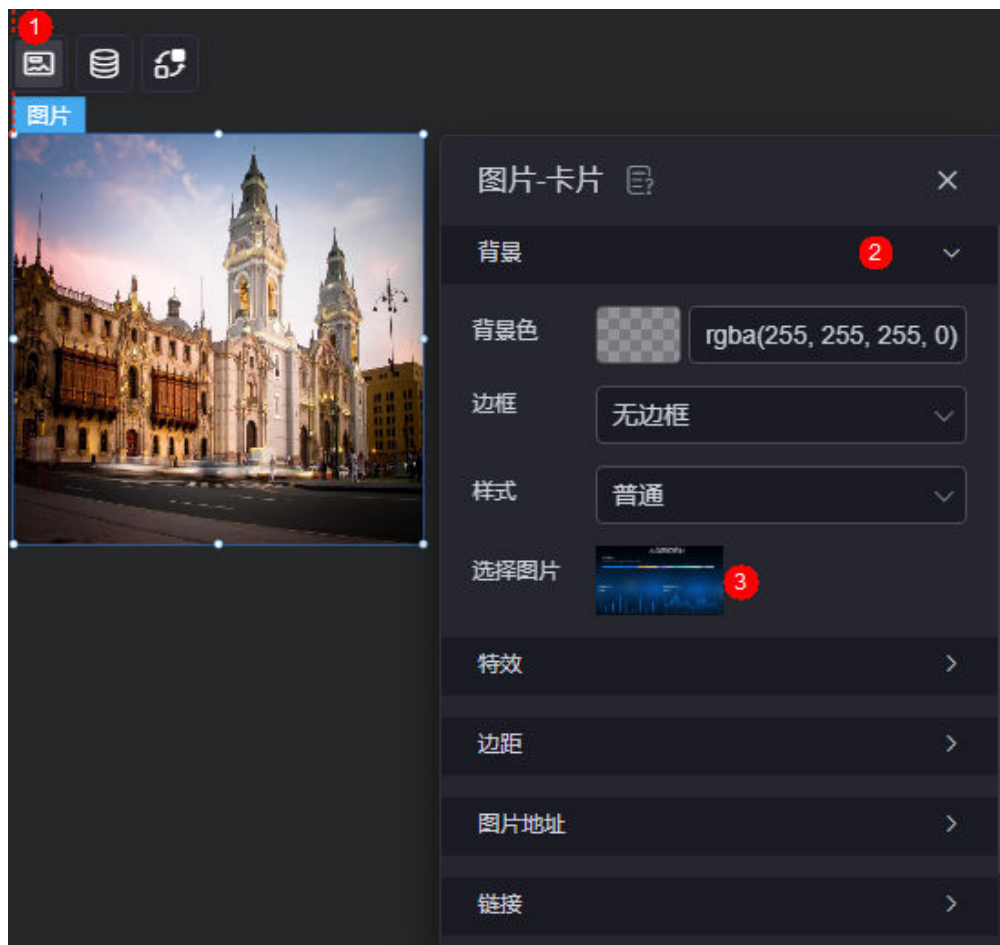 1
图片
图片-卡片
背景
2
背景色
rgba(255, 255, 255, 0)
边框
无边框
样式
普通
选择图片
3
特效
边距
图片地址
链接